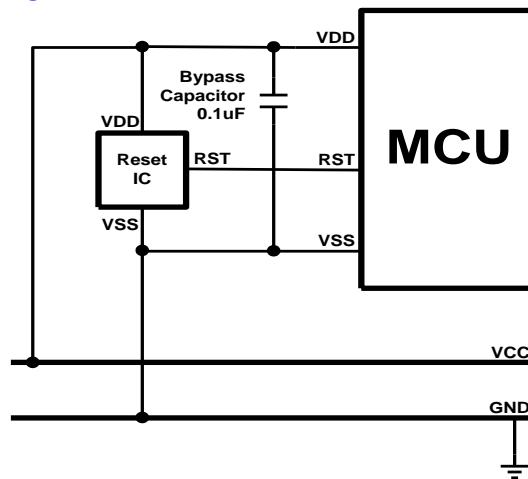 VDD
Bypass
Capacitor
0.1uF
VDD
Reset
IC
RST
RST
MCU
VSS
VSS
VCC
GND